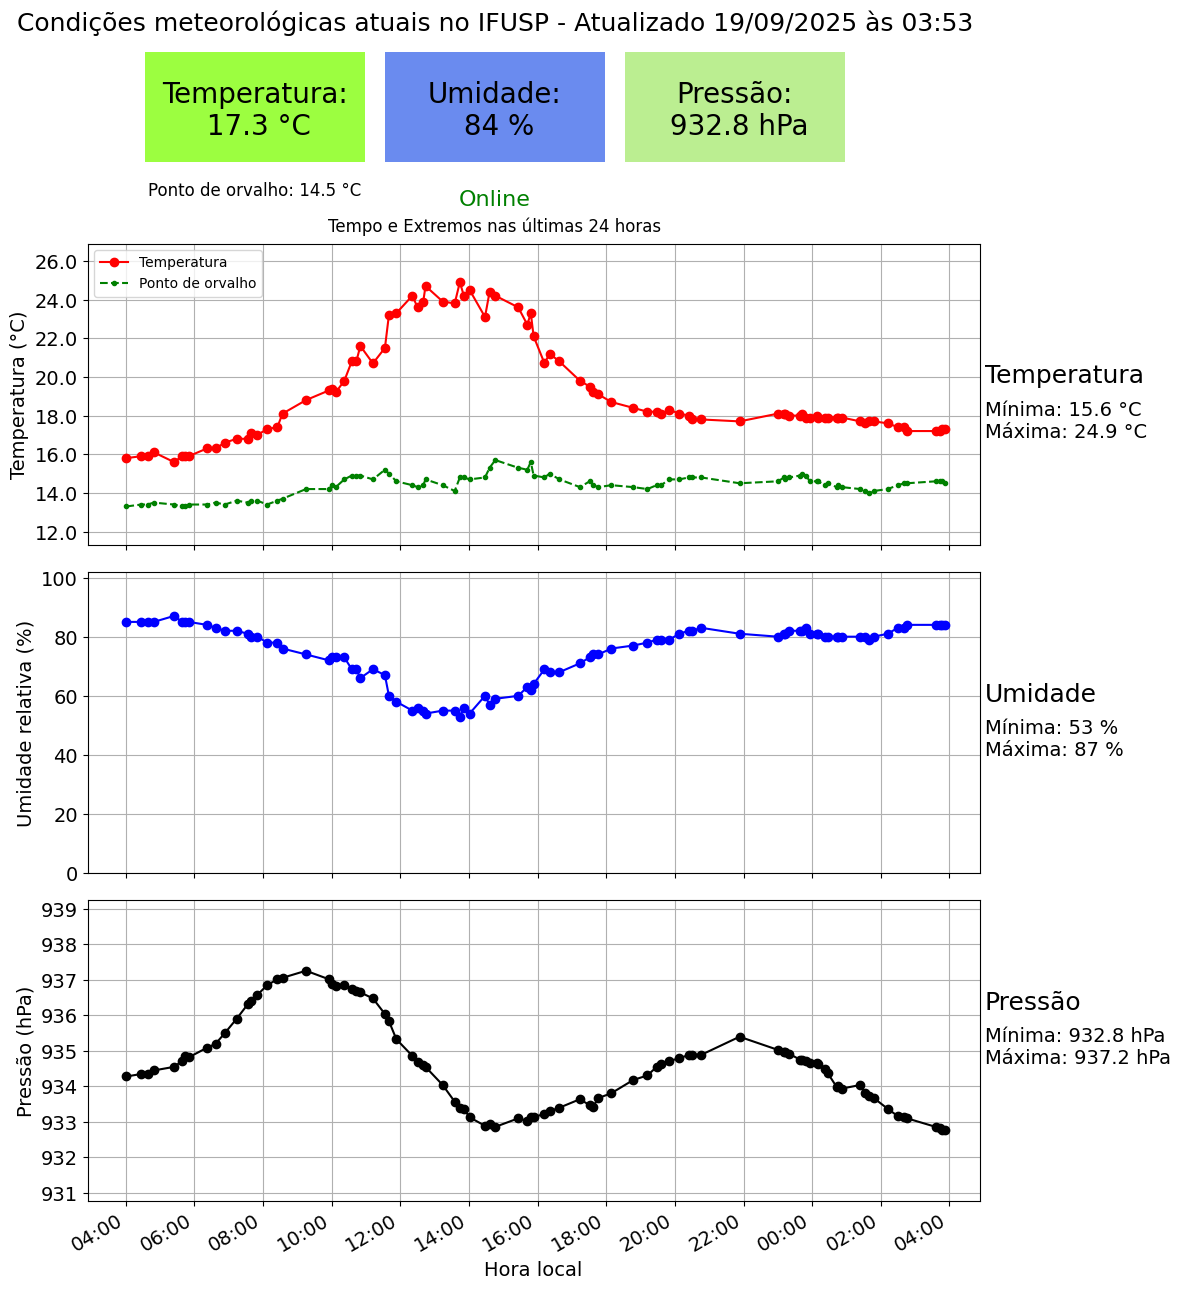 Condições meteorológicas atuais no IFUSP - Atualizado 19/09/2025 às 03:53
Temperatura:
17.3 °C
Umidade:
84 %
Pressão:
932.8 hPa
Ponto de orvalho: 14.5 °C
Online
Tempo e Extremos nas últimas 24 horas
Temperatura (°C)
26.0
24.0
22.0
20.0
18.0
16.0
14.0
12.0
Temperatura
Ponto de orvalho
Temperatura
Mínima: 15.6 °C
Máxima: 24.9 °C
Umidade relativa (%)
100
80
60
40
20
0
Umidade
Mínima: 53 %
Máxima: 87 %
Pressão (hPa)
939
938
937
936
935
934
933
932
931
Pressão
Mínima: 932.8 hPa
Máxima: 937.2 hPa
04:00
06:00
08:00
10:00
12:00
14:00
16:00
18:00
20:00
22:00
00:00
02:00
04:00
Hora local